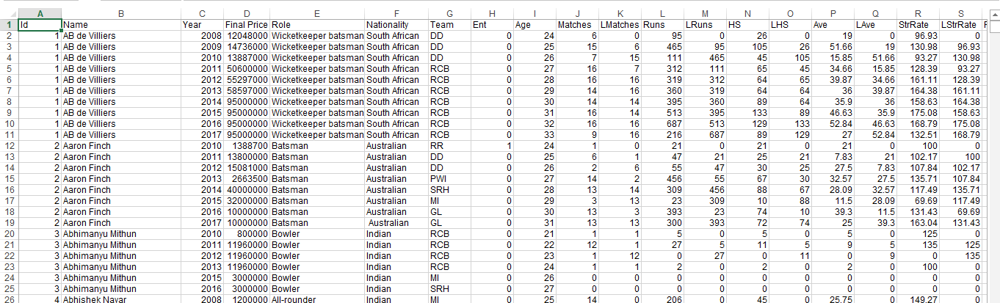 A B C D E F G H I J K L M N O P Q R S
1 Id Name Year Final Price Role Nationality Team Ent Age Matches LMatches Runs LRuns HS LHS Ave LAve StrRate LStrRate
2 1 AB de Villiers 2008 12048000 Wicketkeeper batsman South African DD 0 24 6 0 95 0 26 0 19 0 96.93 0
3 1 AB de Villiers 2009 14736000 Wicketkeeper batsman South African DD 0 25 15 6 465 95 105 26 51.66 19 130.98 96.93
4 1 AB de Villiers 2010 13887000 Wicketkeeper batsman South African DD 0 26 7 15 111 465 45 105 15.85 51.66 93.27 130.98
5 1 AB de Villiers 2011 50600000 Wicketkeeper batsman South African RCB 0 27 16 7 312 111 65 45 34.66 15.85 128.39 93.27
6 1 AB de Villiers 2012 55297000 Wicketkeeper batsman South African RCB 0 28 16 16 319 312 64 65 39.87 34.66 161.11 128.39
7 1 AB de Villiers 2013 58597000 Wicketkeeper batsman South African RCB 0 29 14 16 360 319 64 64 36 39.87 164.38 161.11
8 1 AB de Villiers 2014 95000000 Wicketkeeper batsman South African RCB 0 30 14 14 395 360 89 64 35.9 36 158.63 164.38
9 1 AB de Villiers 2015 95000000 Wicketkeeper batsman South African RCB 0 31 16 14 513 395 133 89 46.63 35.9 175.08 158.63
10 1 AB de Villiers 2016 95000000 Wicketkeeper batsman South African RCB 0 32 16 16 687 513 129 133 52.84 46.63 168.79 175.08
11 1 AB de Villiers 2017 95000000 Wicketkeeper batsman South African RCB 0 33 9 16 216 687 89 129 27 52.84 132.51 168.79
12 2 Aaron Finch 2010 1388700 Batsman Australian RR 1 24 1 0 21 0 21 0 21 0 100 0
13 2 Aaron Finch 2011 13800000 Batsman Australian DD 0 25 6 1 47 21 25 21 7.83 21 102.17 100
14 2 Aaron Finch 2012 15081000 Batsman Australian DD 0 26 2 6 55 47 30 25 27.5 7.83 107.84 102.17
15 2 Aaron Finch 2013 2663500 Batsman Australian PWI 0 27 14 2 456 55 67 30 32.57 27.5 135.71 107.84
16 2 Aaron Finch 2014 40000000 Batsman Australian SRH 0 28 13 14 309 456 88 67 28.09 32.57 117.49 135.71
17 2 Aaron Finch 2015 32000000 Batsman Australian MI 0 29 3 13 23 309 10 88 11.5 28.09 69.69 117.49
18 2 Aaron Finch 2016 10000000 Batsman Australian GL 0 30 13 3 393 23 74 10 39.3 11.5 131.43 69.69
19 2 Aaron Finch 2017 10000000 Batsman Australian GL 0 31 13 13 300 393 72 74 25 39.3 163.04 131.43
20 3 Abhimanyu Mithun 2010 800000 Bowler Indian RCB 0 21 1 1 5 0 5 0 5 0 125 0
21 3 Abhimanyu Mithun 2011 11960000 Bowler Indian RCB 0 22 12 1 27 5 11 5 9 5 135 125
22 3 Abhimanyu Mithun 2012 11960000 Bowler Indian RCB 0 23 1 12 0 27 0 11 0 9 0 135
23 3 Abhimanyu Mithun 2013 11960000 Bowler Indian RCB 0 24 1 1 2 0 2 0 2 0 100 0
24 3 Abhimanyu Mithun 2015 3000000 Bowler Indian MI 0 26 0 0 0 0 0 0 0 0 0 0
25 3 Abhimanyu Mithun 2016 3000000 Bowler Indian SRH 0 27 0 0 0 0 0 0 0 0 0 0
26 4 Abhishek Nayar 2008 1200000 All-rounder Indian MI 0 25 14 0 206 0 45 0 25.75 0 149.27 0